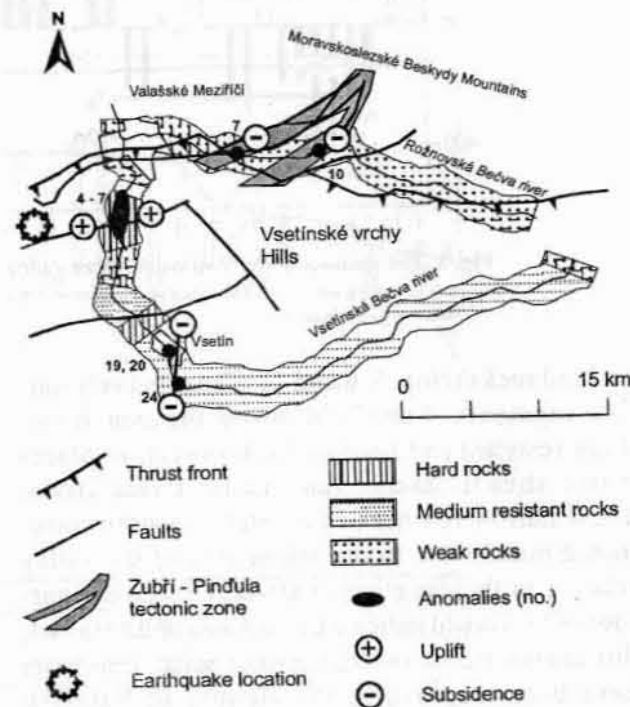 N
Moravskoslezské Beskydy Mountains
Valašské Meziříčí
7
Rožnovská Bečva river
10
4 - 7
Vsetínské vrchy
Hills
Vsetínská Bečva river
Vsetín
19, 20
24
0 15 km
Thrust front
Hard rocks
Medium resistant rocks
Faults
Weak rocks
Zubří - Pinďula
tectonic zone
Anomalies (no.)
Uplift
Earthquake location
Subsidence